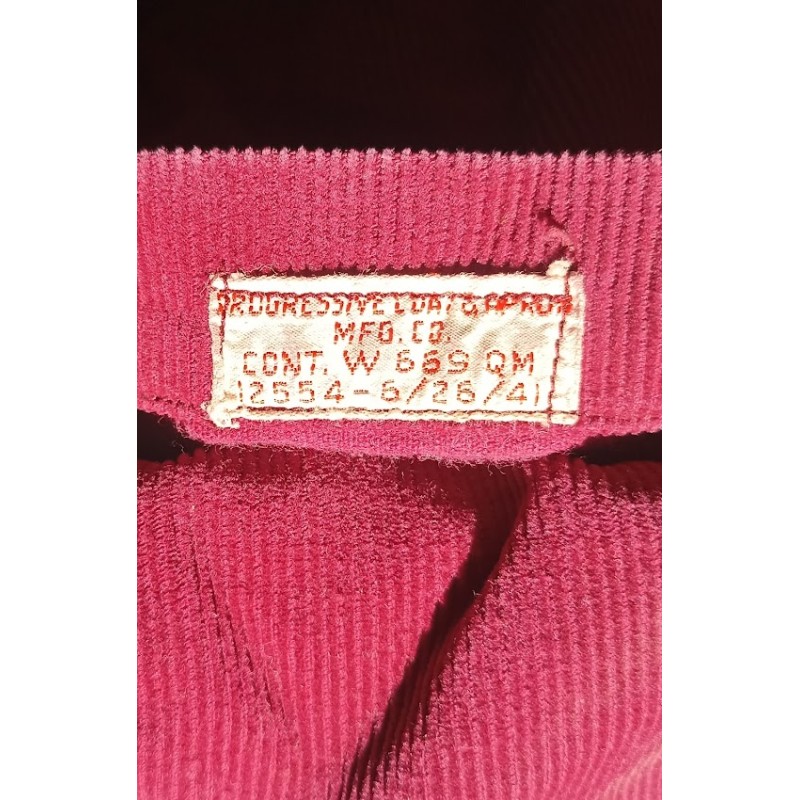 PROGRESSIVE COAT & APRON
MFG. CO.
CONT. W 669 QM
12554-6/26/41